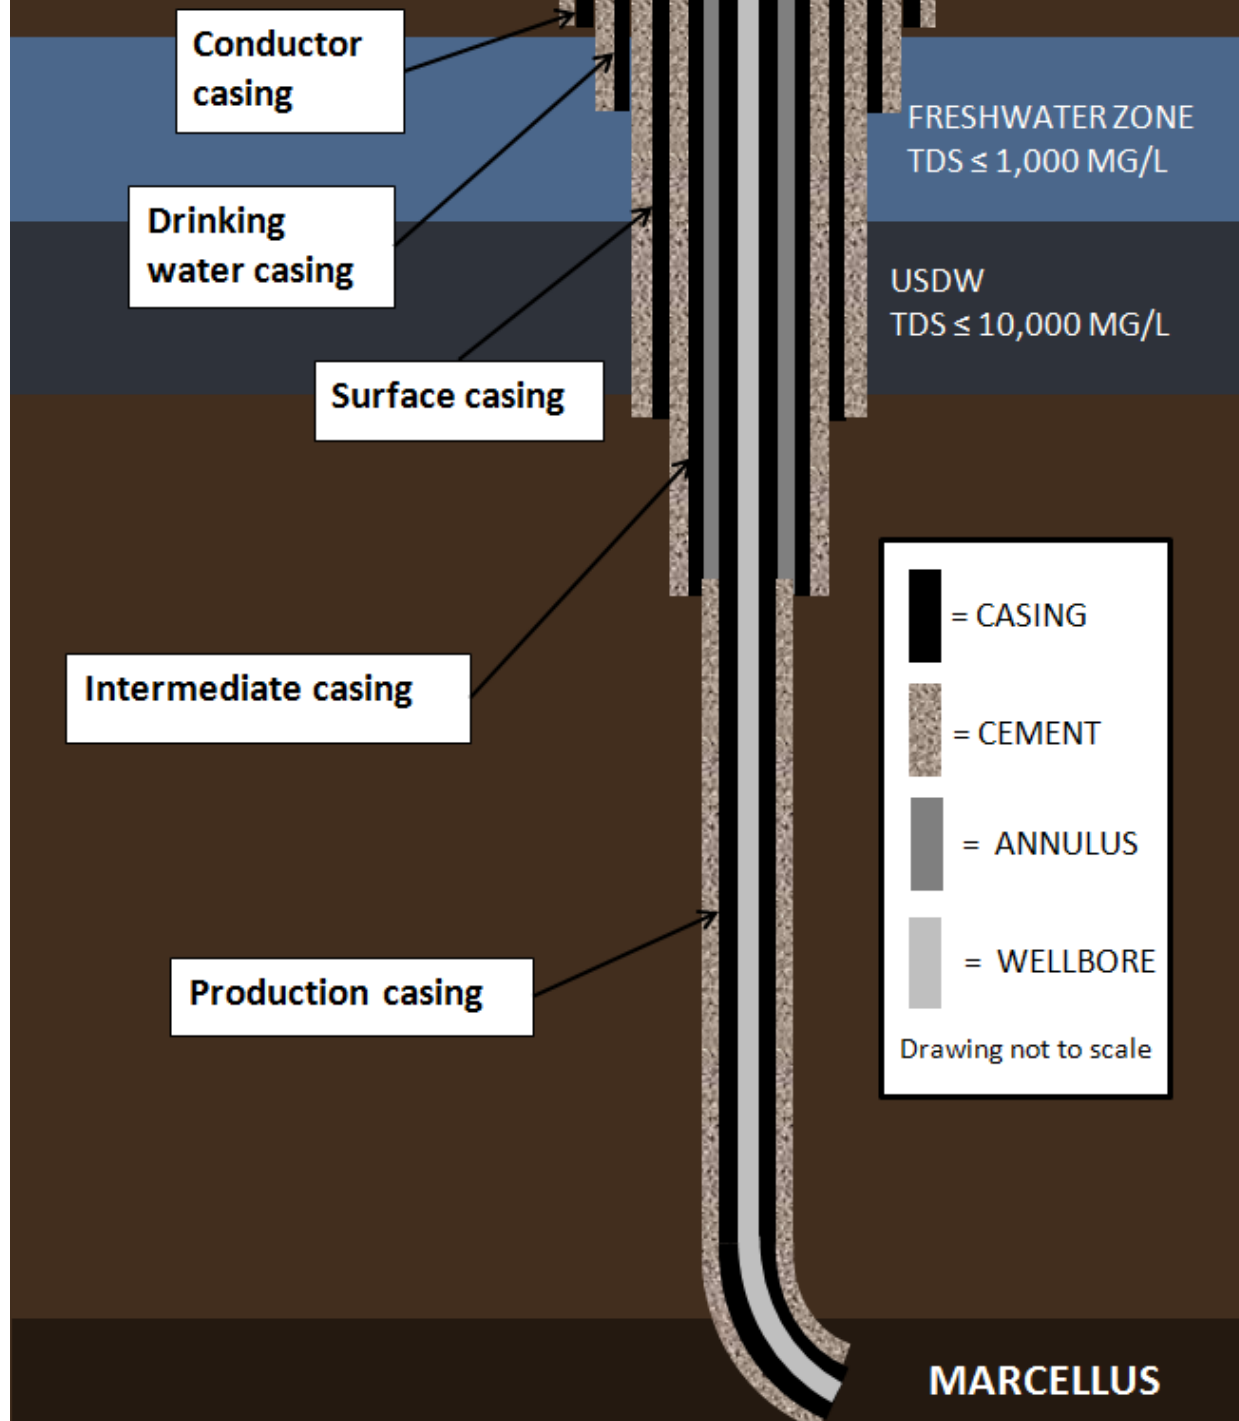 Conductor
casing
FRESHWATER ZONE
TDS ≤ 1,000 MG/L
Drinking
water casing
USDW
TDS ≤ 10,000 MG/L
Surface casing
Intermediate casing
= CASING
= CEMENT
= ANNULUS
= WELLBORE
Drawing not to scale
Production casing
MARCELLUS